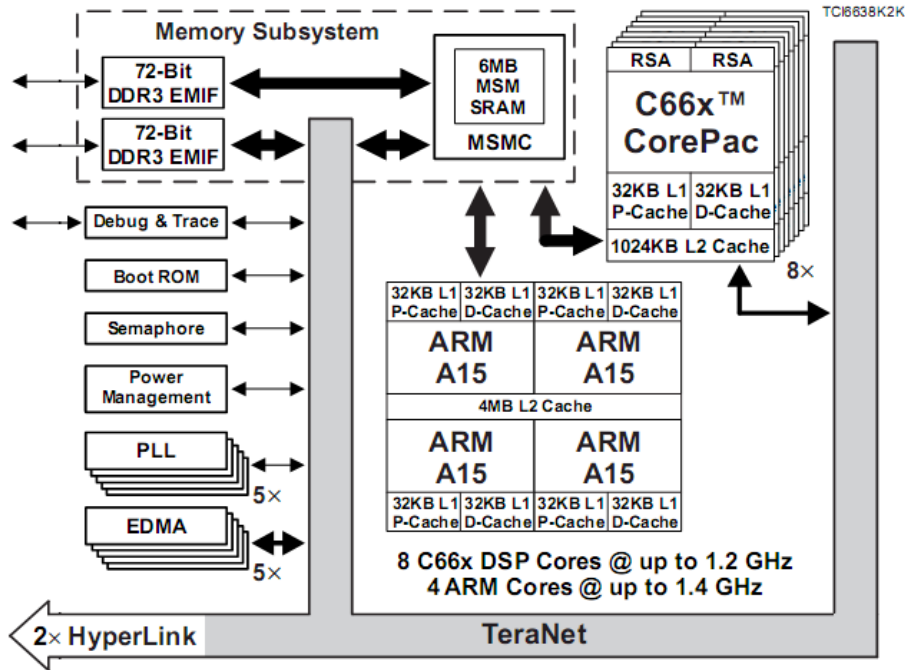 TCI6638K2K
Memory Subsystem
72-Bit
DDR3 EMIF
72-Bit
DDR3 EMIF
6MB
MSM
SRAM
MSMC
RSA RSA
C66x™
CorePac
32KB L1 32KB L1
P-Cache D-Cache
1024KB L2 Cache
8×
Debug & Trace
Boot ROM
Semaphore
Power
Management
PLL
5×
EDMA
5×
32KB L1 32KB L1 32KB L1 32KB L1
P-Cache D-Cache P-Cache D-Cache
ARM ARM
A15 A15
4MB L2 Cache
ARM ARM
A15 A15
32KB L1 32KB L1 32KB L1 32KB L1
P-Cache D-Cache P-Cache D-Cache
8 C66x DSP Cores @ up to 1.2 GHz
4 ARM Cores @ up to 1.4 GHz
2× HyperLink
TeraNet